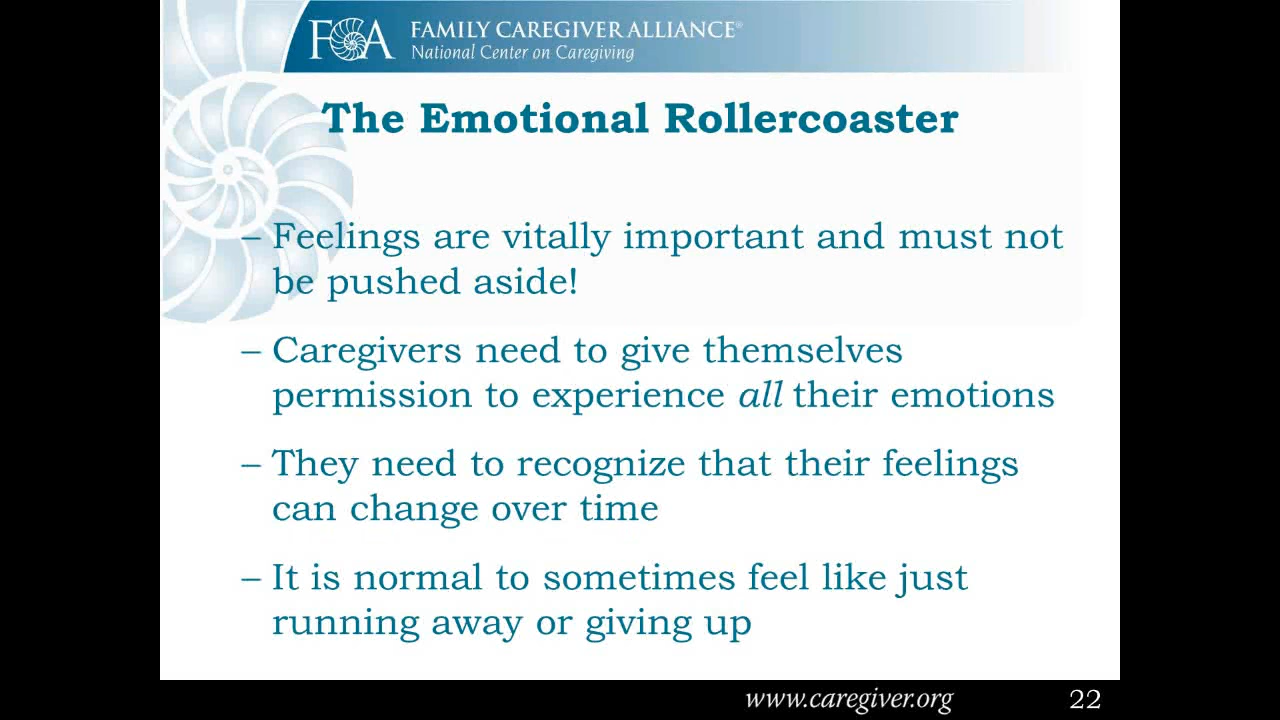 FCA FAMILY CAREGIVER ALLIANCE®
National Center on Caregiving
The Emotional Rollercoaster
– Feelings are vitally important and must not
be pushed aside!
– Caregivers need to give themselves
permission to experience all their emotions
– They need to recognize that their feelings
can change over time
– It is normal to sometimes feel like just
running away or giving up
www.caregiver.org 22